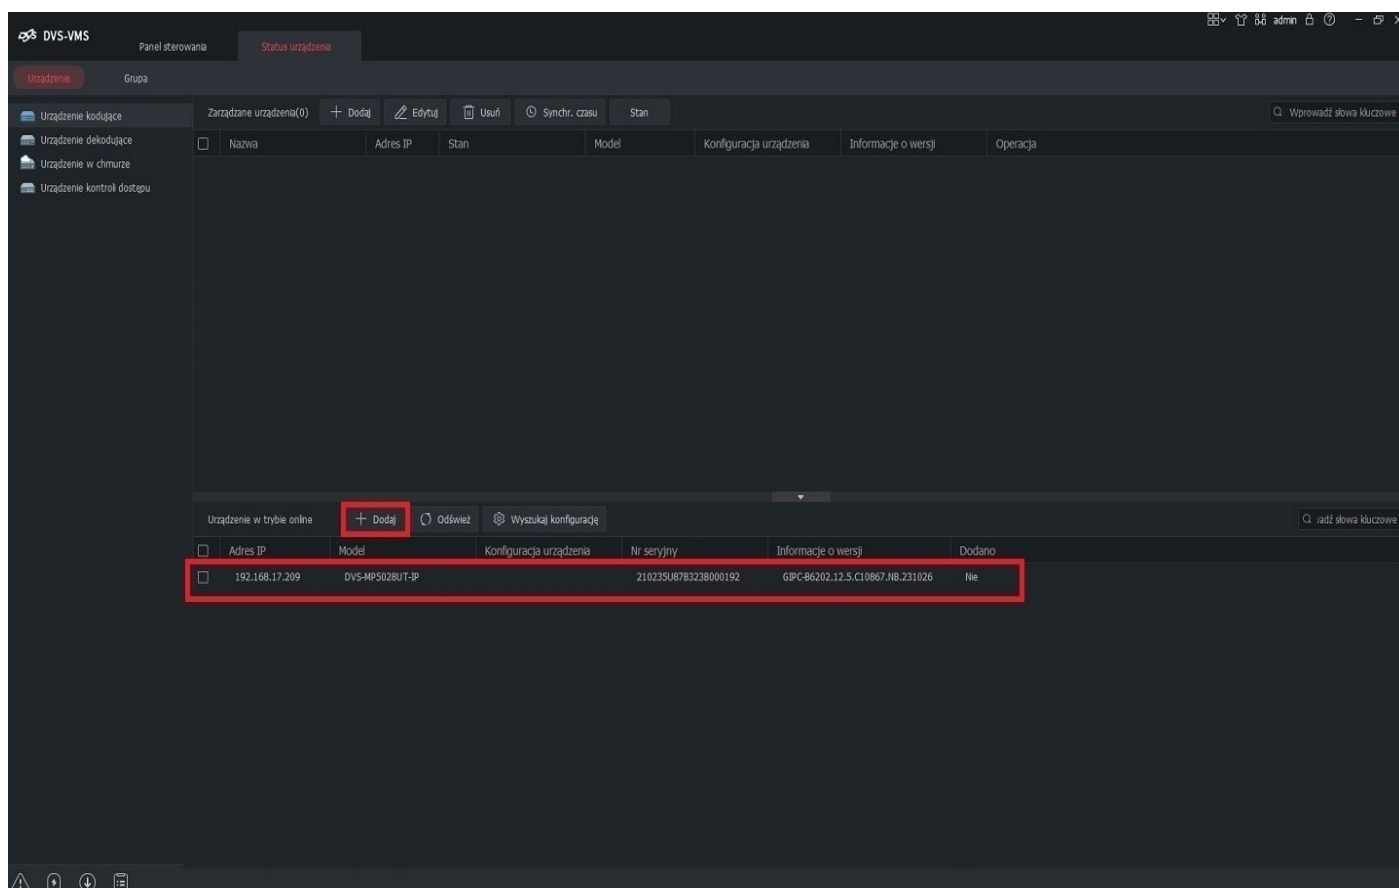 DVS-VMS
Panel sterowania
Status urządzenia
admin
Urządzenie
Grupa
Urządzenie kodujące
Urządzenie dekodujące
Urządzenie w chmurze
Urządzenie kontroli dostępu
Zarządzane urządzenia(0) Dodaj Edytuj Usuń Synchr. czasu Stan Wprowadź słowa kluczowe
Nazwa Adres IP Stan Model Konfiguracja urządzenia Informacje o wersji Operacja
Urządzenie w trybie online Dodaj Odśwież Wyszukaj konfigurację radź słowa kluczowe
Adres IP Model Konfiguracja urządzenia Nr seryjny Informacje o wersji Dodano
192.168.17.209 DVS-MP5028UT-IP 210235U87B323B000192 GIPC-B6202.12.5.C10867.NB.231026 Nie